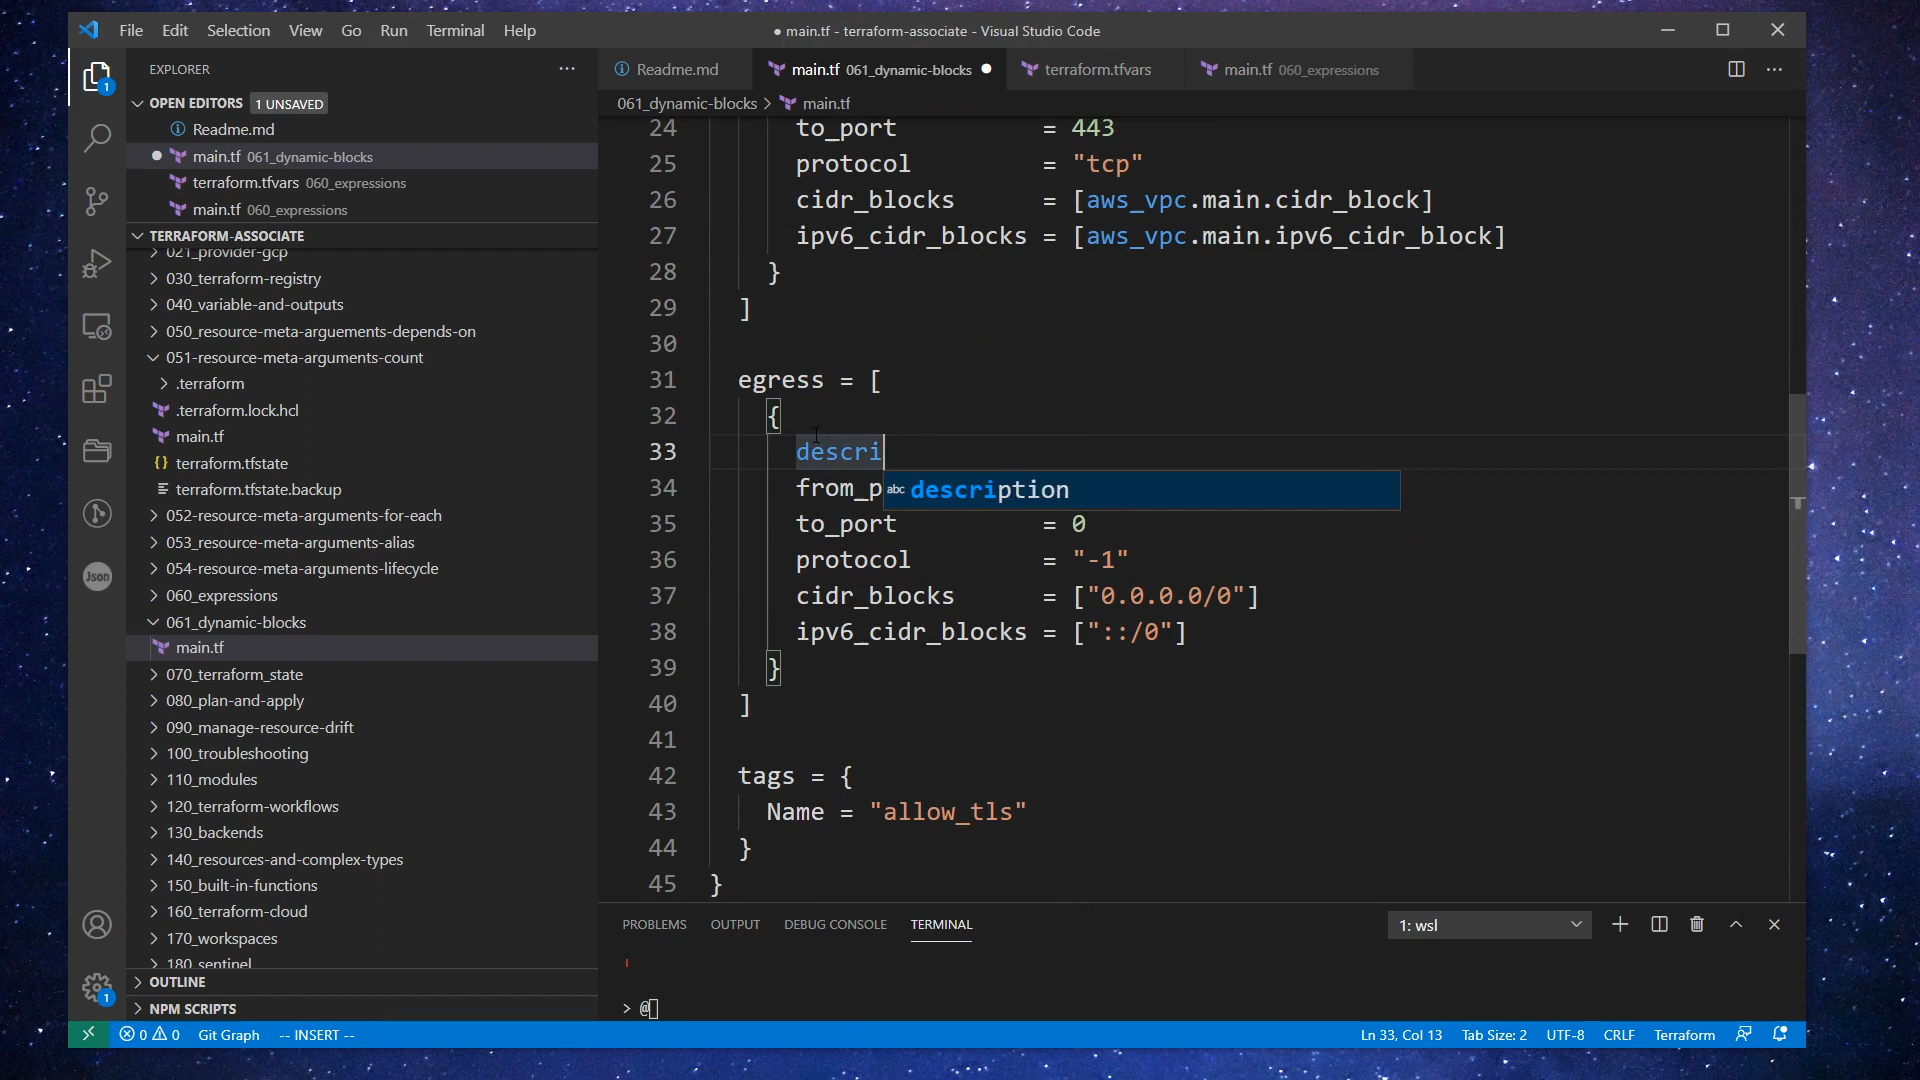 File Edit Selection View Go Run Terminal Help
● main.tf - terraform-associate - Visual Studio Code
EXPLORER
OPEN EDITORS 1 UNSAVED
Readme.md
main.tf 061_dynamic-blocks
terraform.tfvars 060_expressions
main.tf 060_expressions
TERRAFORM-ASSOCIATE
021_provider-gcp
030_terraform-registry
040_variable-and-outputs
050_resource-meta-arguements-depends-on
051-resource-meta-arguments-count
.terraform
.terraform.lock.hcl
main.tf
terraform.tfstate
terraform.tfstate.backup
052-resource-meta-arguments-for-each
053_resource-meta-arguments-alias
054-resource-meta-arguments-lifecycle
060_expressions
061_dynamic-blocks
main.tf
070_terraform_state
080_plan-and-apply
090_manage-resource-drift
100_troubleshooting
110_modules
120_terraform-workflows
130_backends
140_resources-and-complex-types
150_built-in-functions
160_terraform-cloud
170_workspaces
180_sentinel
OUTLINE
NPM SCRIPTS
1
Json
1
Readme.md main.tf 061_dynamic-blocks terraform.tfvars main.tf 060_expressions
061_dynamic-blocks > main.tf
24 to_port = 443
25 protocol = "tcp"
26 cidr_blocks = [aws_vpc.main.cidr_block]
27 ipv6_cidr_blocks = [aws_vpc.main.ipv6_cidr_block]
28 }
29 ]
30
31 egress = [
32 {
33 descri
34 from_p abc description
35 to_port = 0
36 protocol = "-1"
37 cidr_blocks = ["0.0.0.0/0"]
38 ipv6_cidr_blocks = ["::/0"]
39 }
40 ]
41
42 tags = {
43 Name = "allow_tls"
44 }
45 }
PROBLEMS OUTPUT DEBUG CONSOLE TERMINAL 1: wsl
> @
0 0 Git Graph -- INSERT -- Ln 33, Col 13 Tab Size: 2 UTF-8 CRLF Terraform